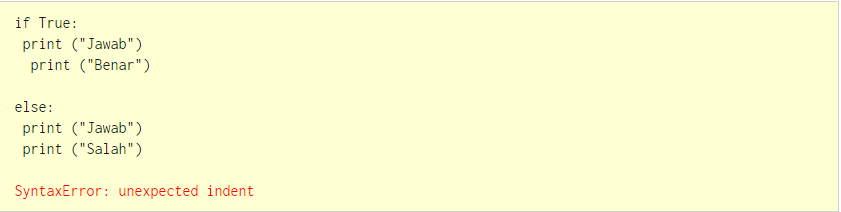 if True:
 print ("Jawab")
  print ("Benar")

else:
 print ("Jawab")
 print ("Salah")

SyntaxError: unexpected indent